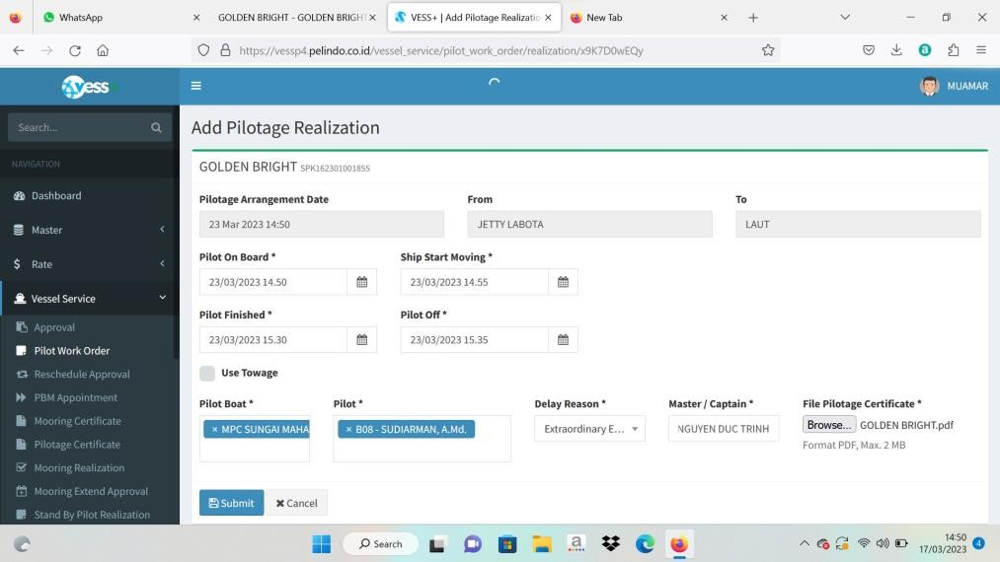 WhatsApp
GOLDEN BRIGHT - GOLDEN BRIGHT
VESS+ | Add Pilotage Realizatio
New Tab
https://vessp4.pelindo.co.id/vessel_service/pilot_work_order/realization/x9K7D0wEQy
Vess+
MUAMAR
Search...
Add Pilotage Realization
NAVIGATION
GOLDEN BRIGHT SPK162301001855
Dashboard
Master
Rate
Vessel Service
Approval
Pilot Work Order
Reschedule Approval
PBM Appointment
Mooring Certificate
Pilotage Certificate
Mooring Realization
Mooring Extend Approval
Stand By Pilot Realization
Pilotage Arrangement Date From To
23 Mar 2023 14:50 JETTY LABOTA LAUT
Pilot On Board * Ship Start Moving *
23/03/2023 14.50 23/03/2023 14.55
Pilot Finished * Pilot Off *
23/03/2023 15.30 23/03/2023 15.35
Use Towage
Pilot Boat * Pilot * Delay Reason * Master / Captain * File Pilotage Certificate *
× MPC SUNGAI MAHA × B08 - SUDIARMAN, A.Md. Extraordinary E... NGUYEN DUC TRINH Browse... GOLDEN BRIGHT.pdf
Format PDF, Max. 2 MB
Submit Cancel
Search
14:50
17/03/2023
4